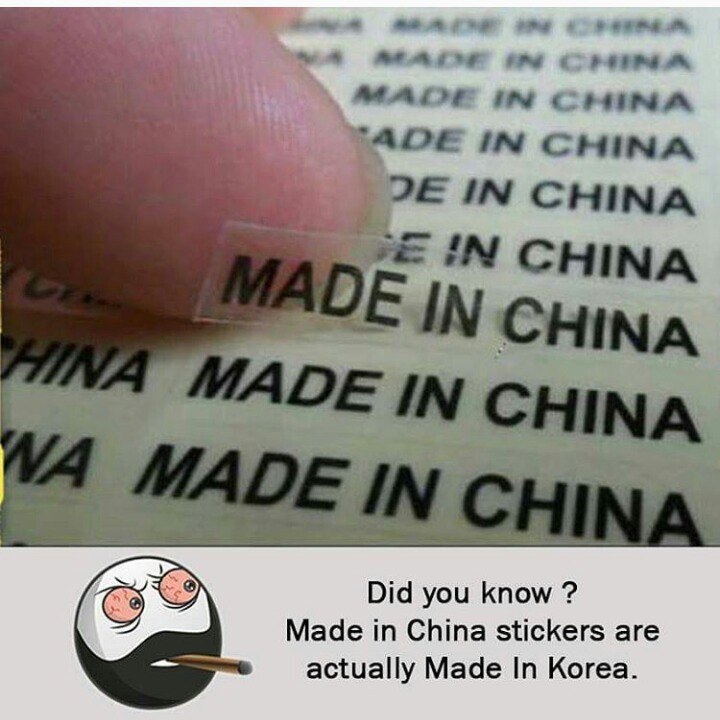 MADE IN CHINA
MADE IN CHINA
MADE IN CHINA
ADE IN CHINA
DE IN CHINA
E IN CHINA
MADE IN CHINA
CHINA MADE IN CHINA
INA MADE IN CHINA
Did you know ?
Made in China stickers are
actually Made In Korea.